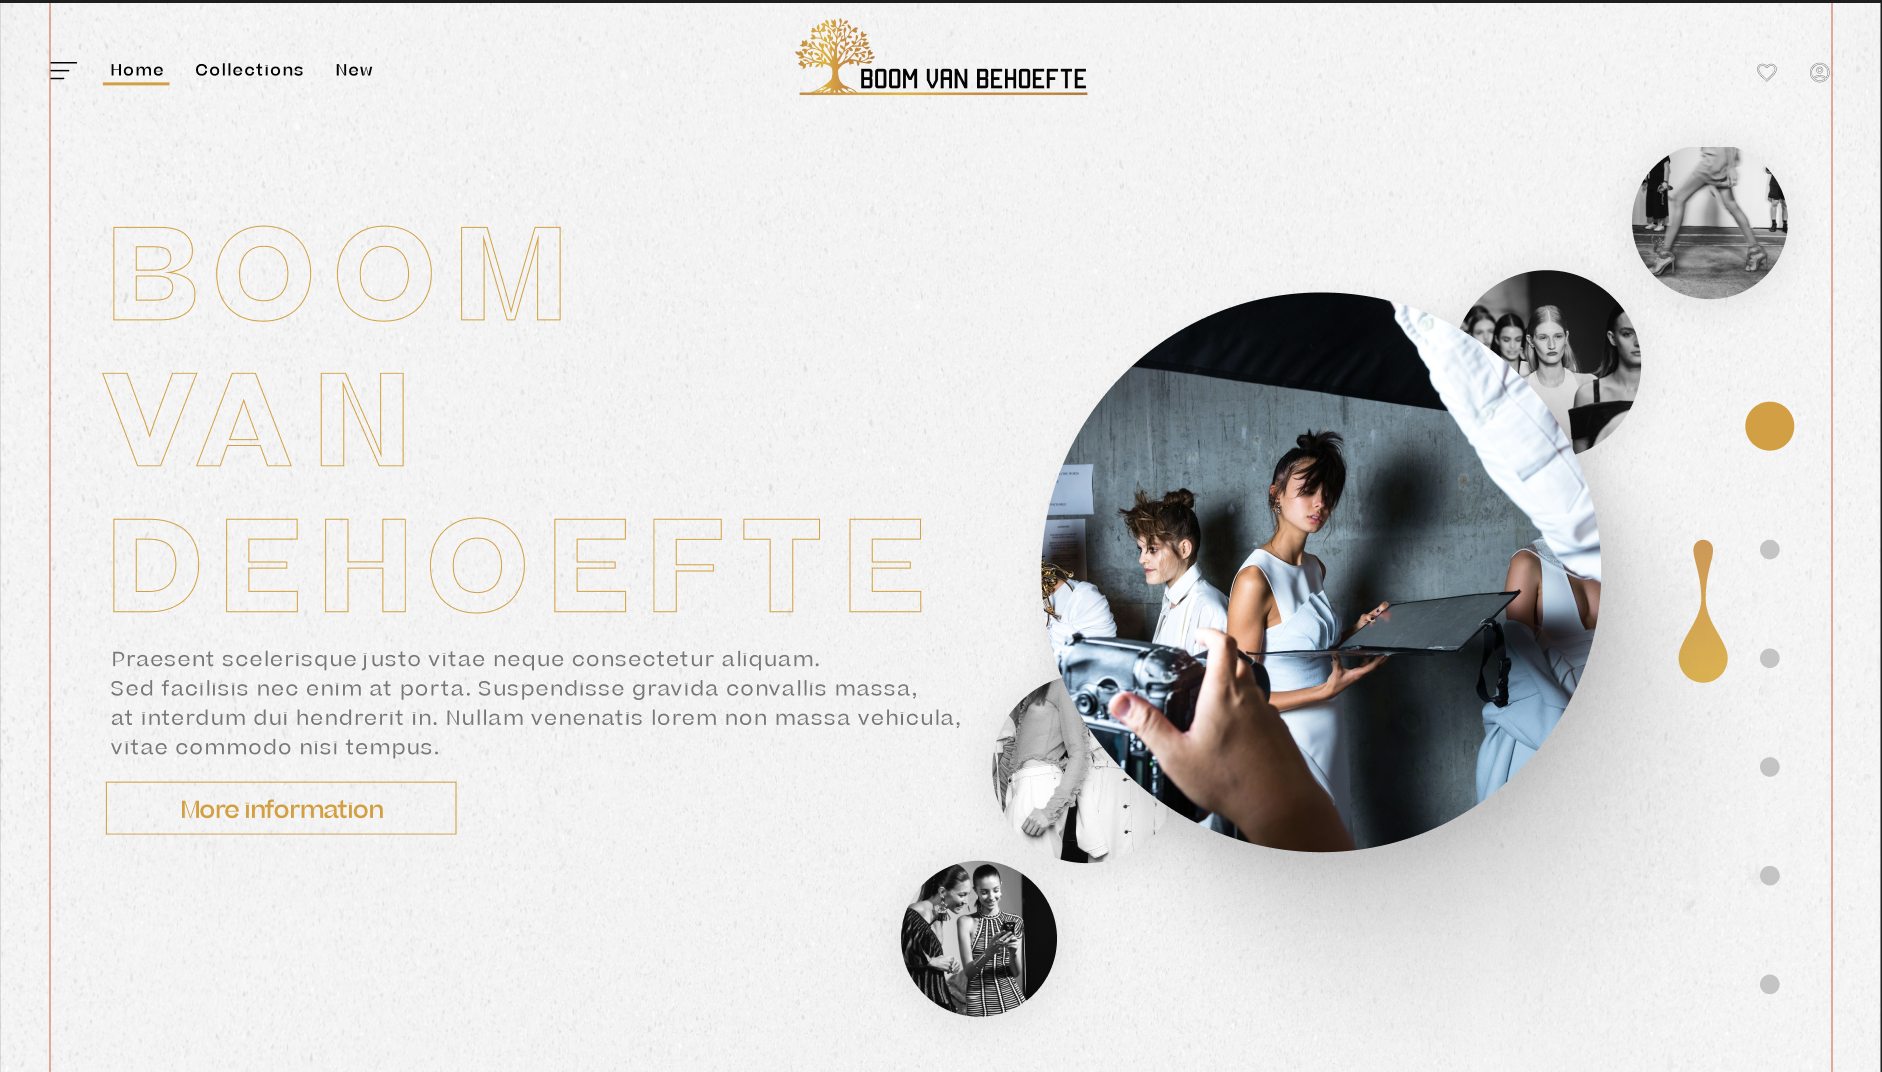 Home Collections New
BOOM VAN BEHOEFTE
BOOM
VAN
DEHOEFTE
Praesent scelerisque justo vitae neque consectetur aliquam.
Sed facilisis nec enim at porta. Suspendisse gravida convallis massa,
at interdum dui hendrerit in. Nullam venenatis lorem non massa vehicula,
vitae commodo nisi tempus.
More information